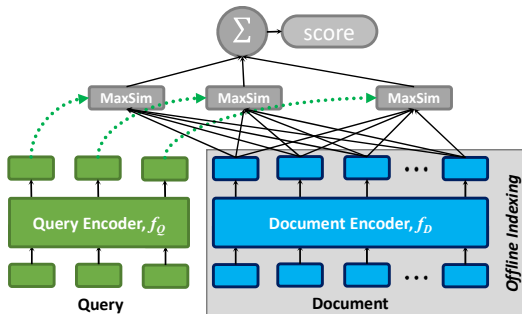 Σ score
MaxSim MaxSim MaxSim
Query Encoder, f_Q Document Encoder, f_D
Offline Indexing
Query Document